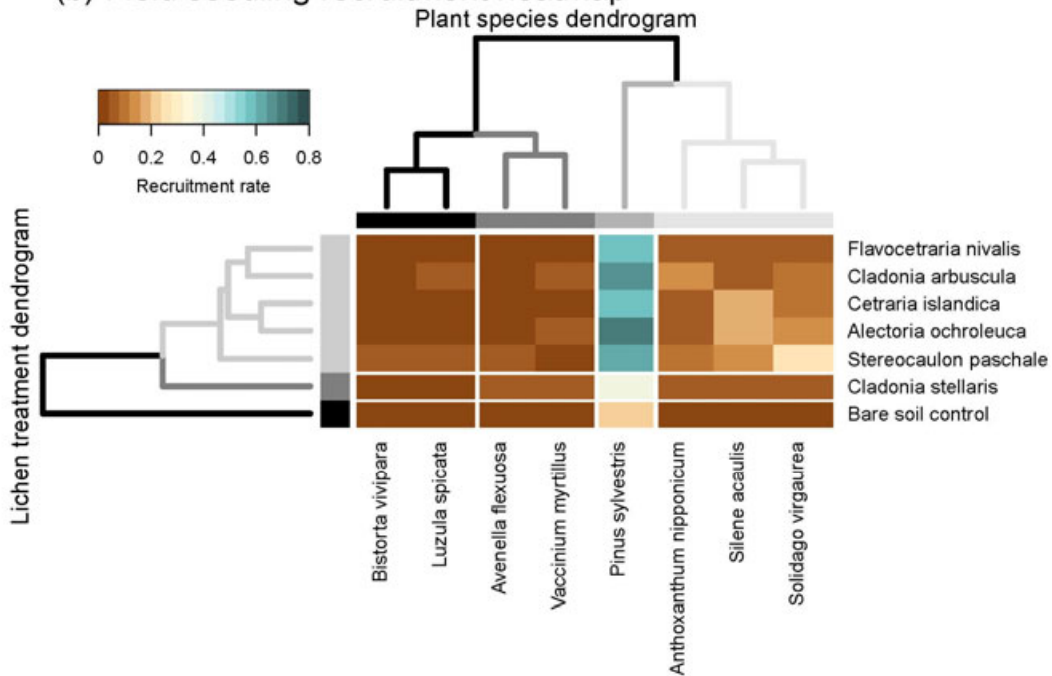 Plant species dendrogram
0 0.2 0.4 0.6 0.8
Recruitment rate
Lichen treatment dendrogram
Flavocetraria nivalis
Cladonia arbuscula
Cetraria islandica
Alectoria ochroleuca
Stereocaulon paschale
Cladonia stellaris
Bare soil control
Bistorta vivipara
Luzula spicata
Avenella flexuosa
Vaccinium myrtillus
Pinus sylvestris
Anthoxanthum nipponicum
Silene acaulis
Solidago virgaurea